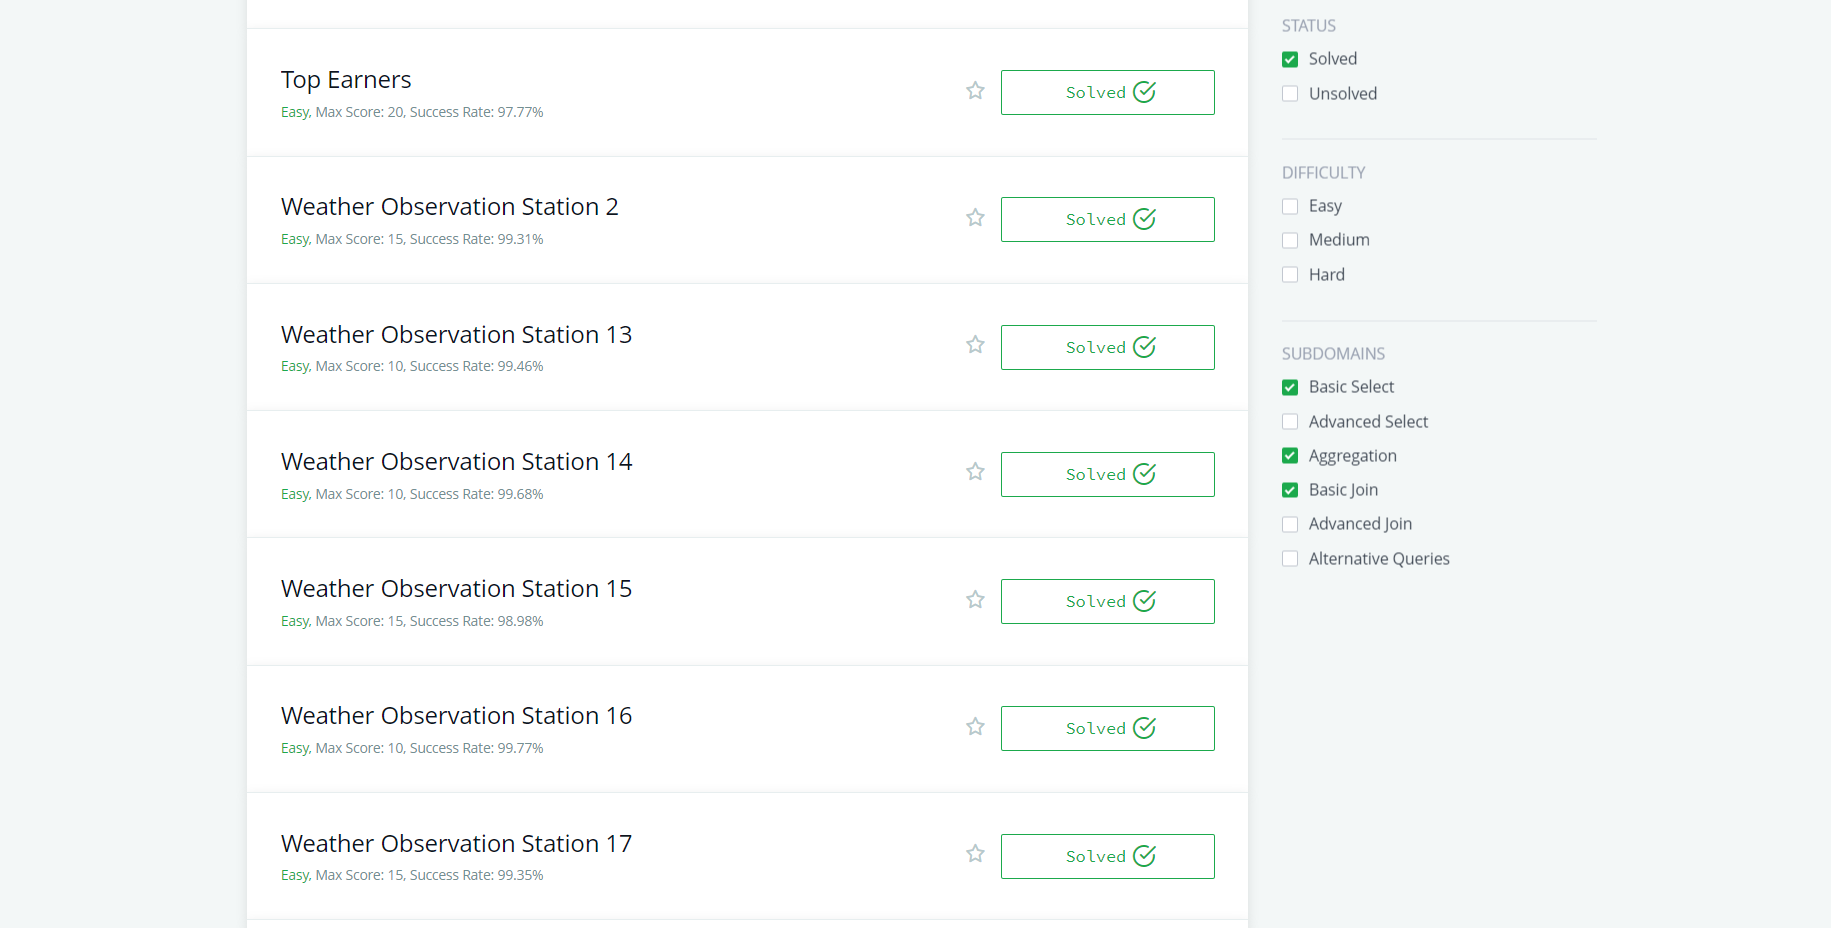 Top Earners
Easy, Max Score: 20, Success Rate: 97.77%
Solved
Weather Observation Station 2
Easy, Max Score: 15, Success Rate: 99.31%
Solved
Weather Observation Station 13
Easy, Max Score: 10, Success Rate: 99.46%
Solved
Weather Observation Station 14
Easy, Max Score: 10, Success Rate: 99.68%
Solved
Weather Observation Station 15
Easy, Max Score: 15, Success Rate: 98.98%
Solved
Weather Observation Station 16
Easy, Max Score: 10, Success Rate: 99.77%
Solved
Weather Observation Station 17
Easy, Max Score: 15, Success Rate: 99.35%
Solved
STATUS
Solved
Unsolved
DIFFICULTY
Easy
Medium
Hard
SUBDOMAINS
Basic Select
Advanced Select
Aggregation
Basic Join
Advanced Join
Alternative Queries